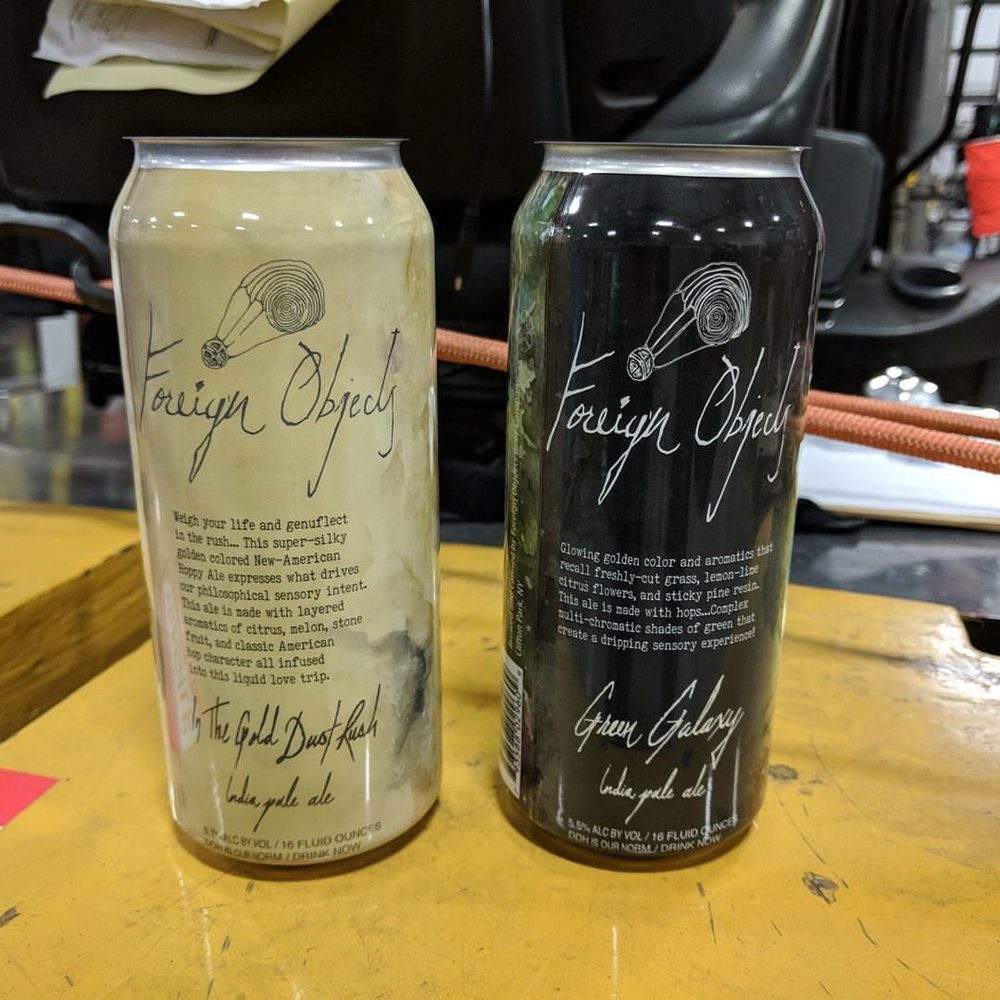 Foreign Objects
Weigh your life and genuflect
in the rush... This super-silky
golden colored New-American
Hoppy Ale expresses what drives
our philosophical sensory intent.
This ale is made with layered
aromatics of citrus, melon, stone
fruit, and classic American
hop character all infused
into this liquid love trip.
The Gold Dust Rush
India pale ale
ALC BY VOL / 16 FLUID OUNCES
DDH IS OUR NORM / DRINK NOW
Foreign Objects
Glowing golden color and aromatics that
recall freshly-cut grass, lemon-lime
citrus flowers, and sticky pine resin.
This ale is made with hops...Complex
multi-chromatic shades of green that
create a dripping sensory experience!
Green Galaxy
India pale ale
5.5% ALC BY VOL / 16 FLUID OUNCES
DDH IS OUR NORM / DRINK NOW
by Foreign Objects
Clifton Park, NY